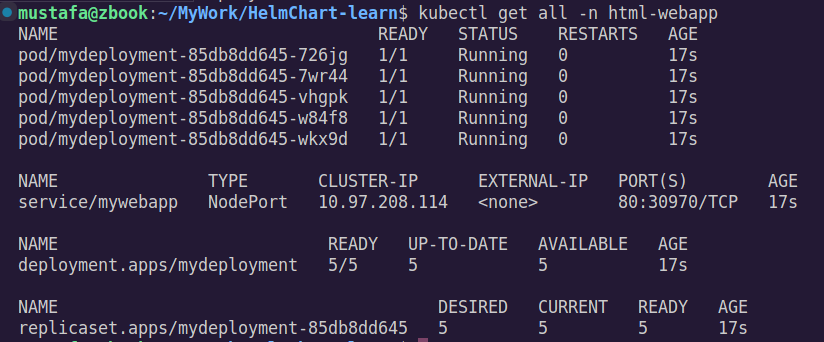 mustafa@zbook:~/MyWork/HelmChart-learn$ kubectl get all -n html-webapp
NAME                                READY   STATUS    RESTARTS   AGE
pod/mydeployment-85db8dd645-726jg   1/1     Running   0          17s
pod/mydeployment-85db8dd645-7wr44   1/1     Running   0          17s
pod/mydeployment-85db8dd645-vhgpk   1/1     Running   0          17s
pod/mydeployment-85db8dd645-w84f8   1/1     Running   0          17s
pod/mydeployment-85db8dd645-wkx9d   1/1     Running   0          17s

NAME               TYPE       CLUSTER-IP      EXTERNAL-IP   PORT(S)        AGE
service/mywebapp   NodePort   10.97.208.114   <none>        80:30970/TCP   17s

NAME                           READY   UP-TO-DATE   AVAILABLE   AGE
deployment.apps/mydeployment   5/5     5            5           17s

NAME                                      DESIRED   CURRENT   READY   AGE
replicaset.apps/mydeployment-85db8dd645   5         5         5       17s